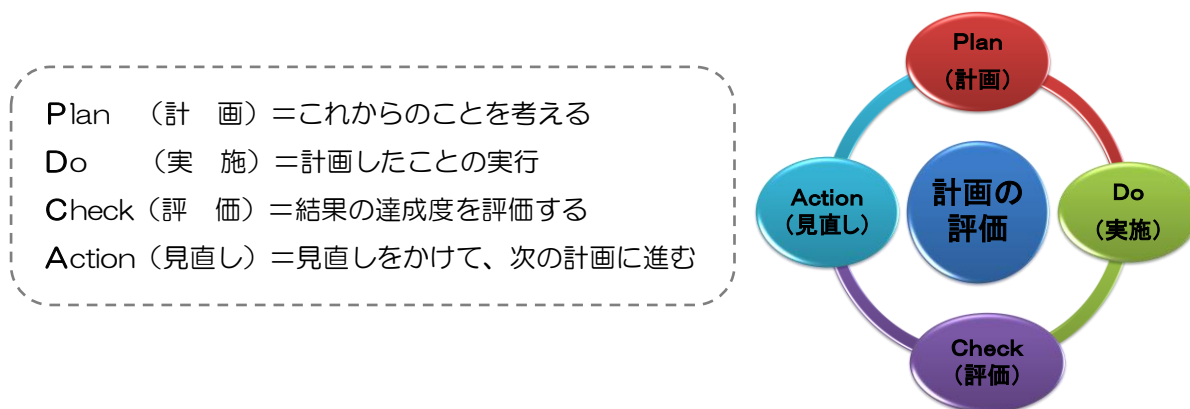 Plan （計　画）＝これからのことを考える
Do　　（実　施）＝計画したことの実行
Check（評　価）＝結果の達成度を評価する
Action（見直し）＝見直しをかけて、次の計画に進む
Plan
（計画）
Do
（実施）
Check
（評価）
Action
（見直し）
計画の
評価